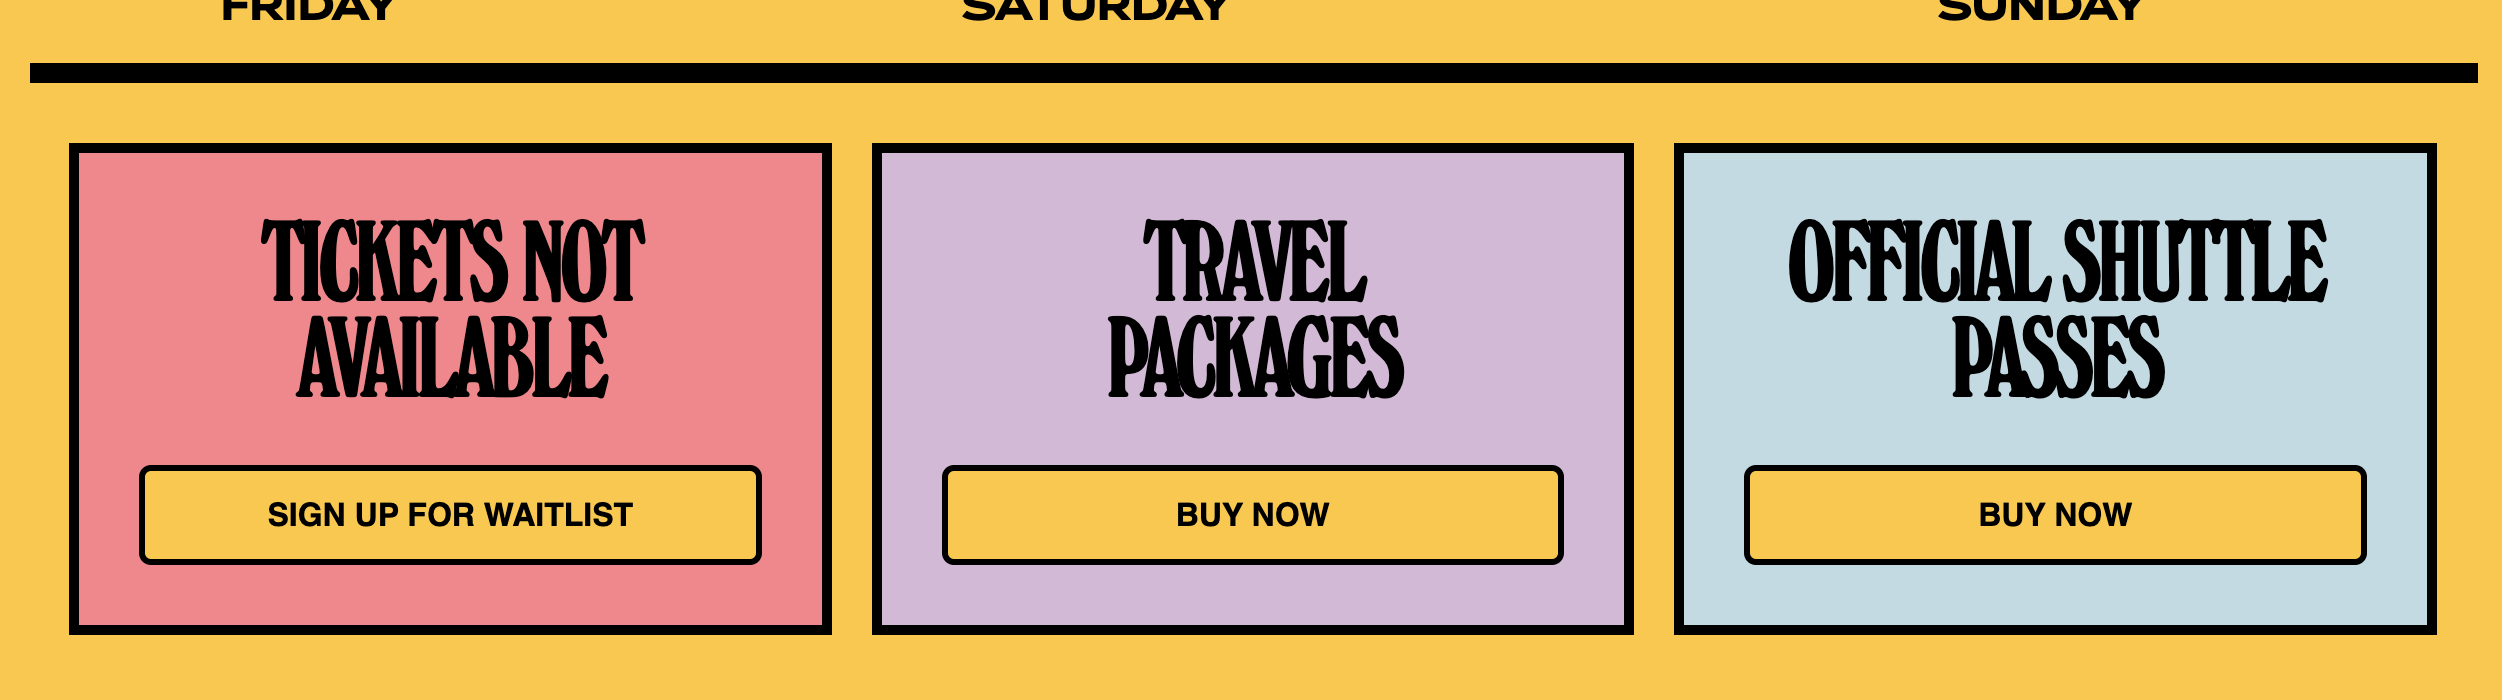 FRIDAY SATURDAY SUNDAY
TICKETS NOT
AVAILABLE
SIGN UP FOR WAITLIST
TRAVEL
PACKAGES
BUY NOW
OFFICIAL SHUTTLE
PASSES
BUY NOW